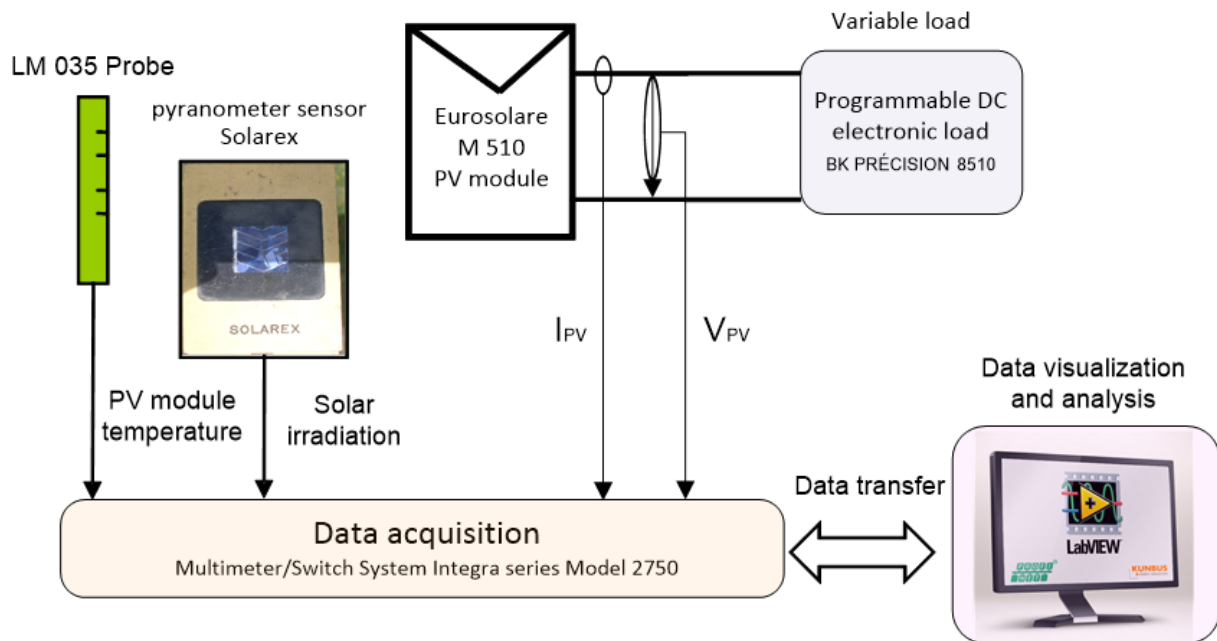 LM 035 Probe
pyranometer sensor
Solarex
SOLAREX
Eurosolare
M 510
PV module
Variable load
Programmable DC
electronic load
BK PRÉCISION 8510
IPV
VPV
PV module
temperature
Solar
irradiation
Data acquisition
Multimeter/Switch System Integra series Model 2750
Data transfer
Data visualization
and analysis
LabVIEW
KUNBUS